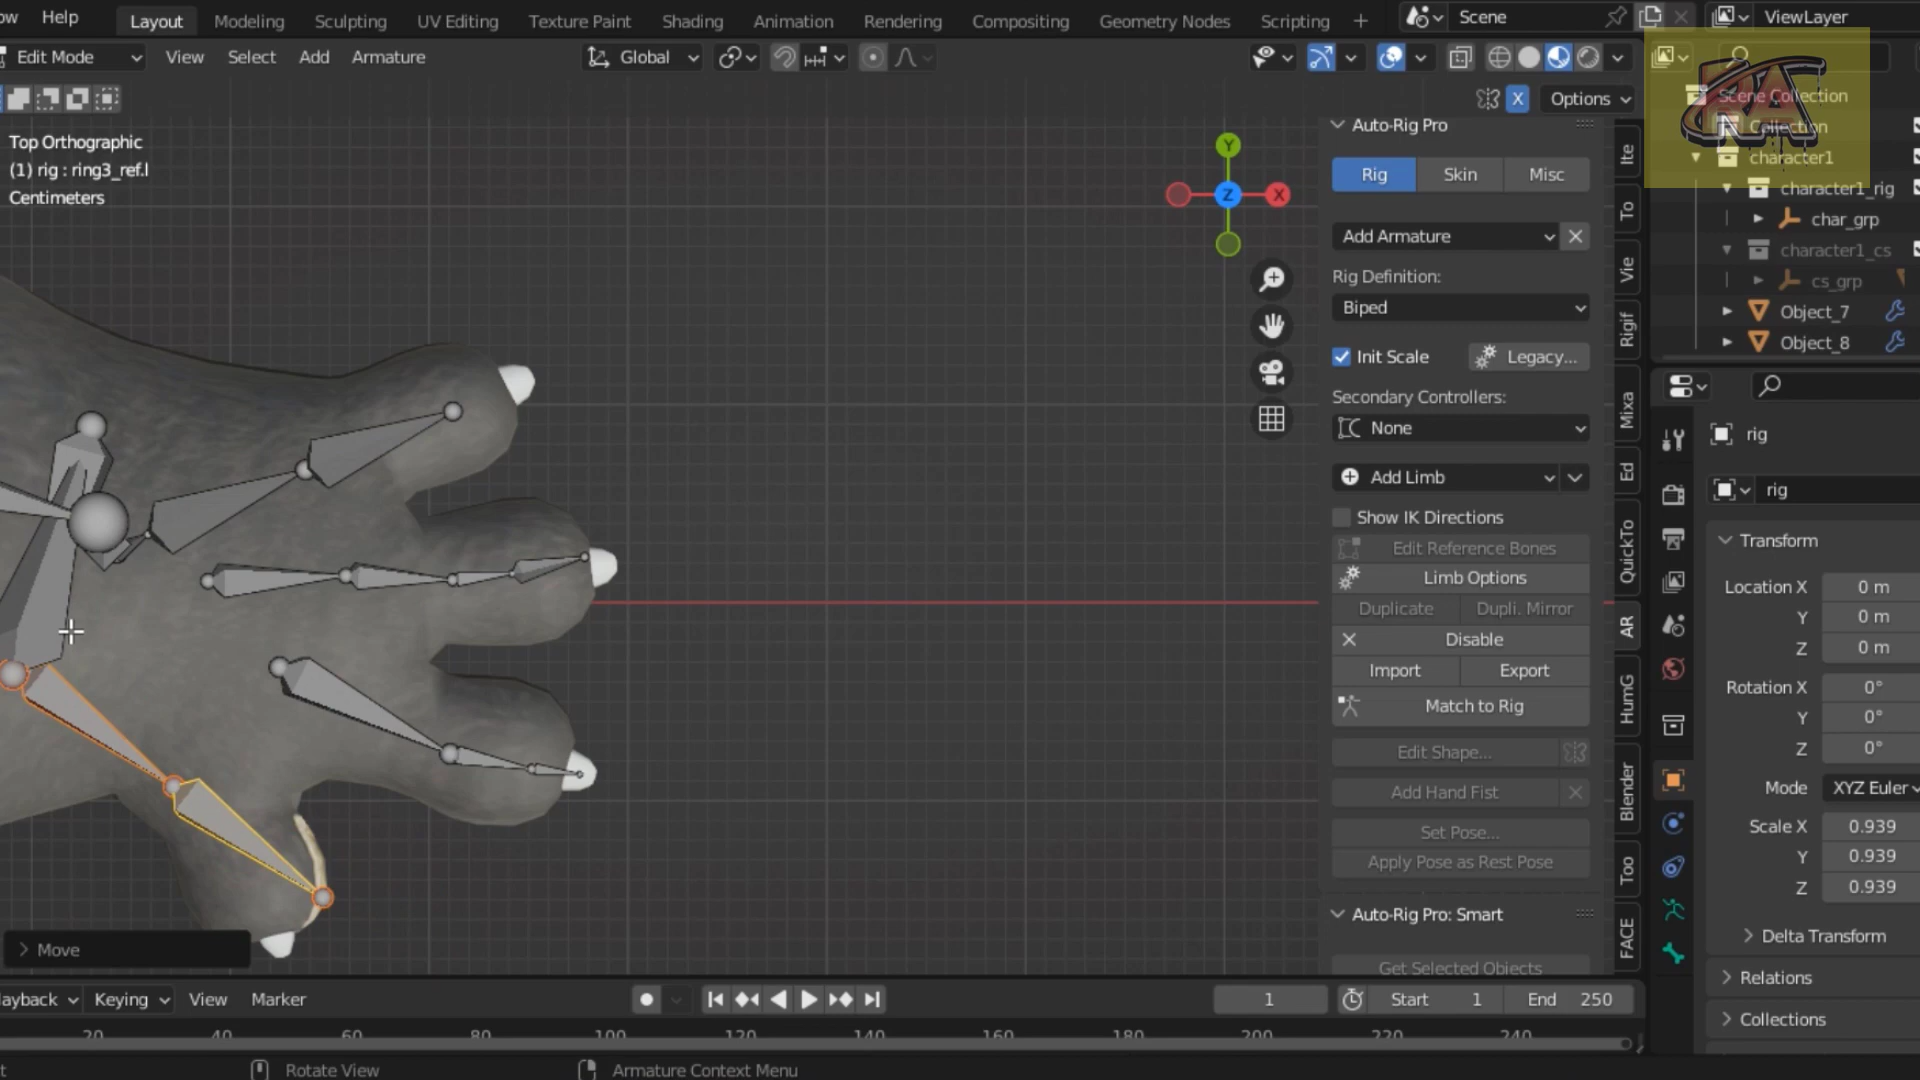 ow Help Layout Modeling Sculpting UV Editing Texture Paint Shading Animation Rendering Compositing Geometry Nodes Scripting + Scene ViewLayer
Edit Mode View Select Add Armature Global
X Options
Top Orthographic
(1) rig : ring3_ref.l
Centimeters
Y
Z
X
Auto-Rig Pro
Rig Skin Misc
Add Armature
Rig Definition:
Biped
Init Scale Legacy...
Secondary Controllers:
None
Add Limb
Show IK Directions
Edit Reference Bones
Limb Options
Duplicate Dupli. Mirror
Disable
Import Export
Match to Rig
Edit Shape...
Add Hand Fist
Set Pose...
Apply Pose as Rest Pose
Auto-Rig Pro: Smart
Get Selected Objects
Ite
To
Vie
Rigif
Mixa
Ed
QuickTo
AR
HumG
Blender
Too
FACE
Scene Collection
Collection
character1
character1_rig
char_grp
character1_cs
cs_grp
Object_7
Object_8
rig
rig
Transform
Location X 0 m
Y 0 m
Z 0 m
Rotation X 0°
Y 0°
Z 0°
Mode XYZ Euler
Scale X 0.939
Y 0.939
Z 0.939
Delta Transform
Relations
Collections
Move
layback Keying View Marker 1 Start 1 End 250
20 40 60 80 100 120 140 160 180 200 220 240
t Rotate View Armature Context Menu